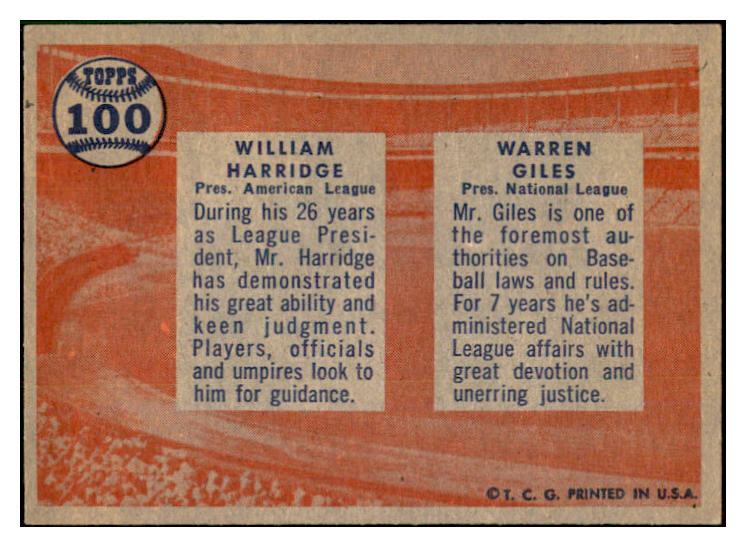 TOPPS
100
WILLIAM
HARRIDGE
Pres. American League
During his 26 years
as League Presi-
dent, Mr. Harridge
has demonstrated
his great ability and
keen judgment.
Players, officials
and umpires look to
him for guidance.
WARREN
GILES
Pres. National League
Mr. Giles is one of
the foremost au-
thorities on Base-
ball laws and rules.
For 7 years he's ad-
ministered National
League affairs with
great devotion and
unerring justice.
© T. C. G. PRINTED IN U.S.A.